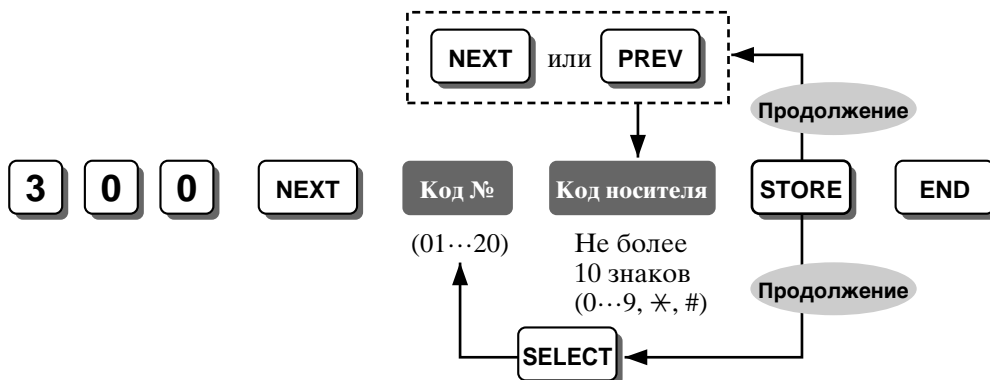 NEXT или PREV
Продолжение
3 0 0 NEXT Код № Код носителя STORE END
(01···20) Не более
10 знаков
(0···9, ✳, #)
Продолжение
SELECT